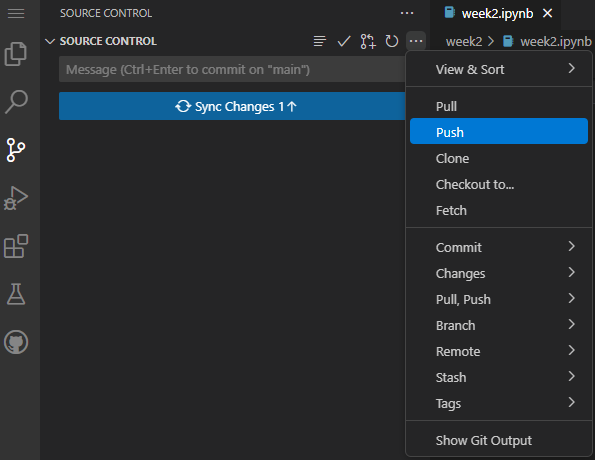 SOURCE CONTROL
week2.ipynb
SOURCE CONTROL
week2 > week2.ipynb
Message (Ctrl+Enter to commit on "main")
Sync Changes 1↑
View & Sort
Pull
Push
Clone
Checkout to...
Fetch
Commit
Changes
Pull, Push
Branch
Remote
Stash
Tags
Show Git Output